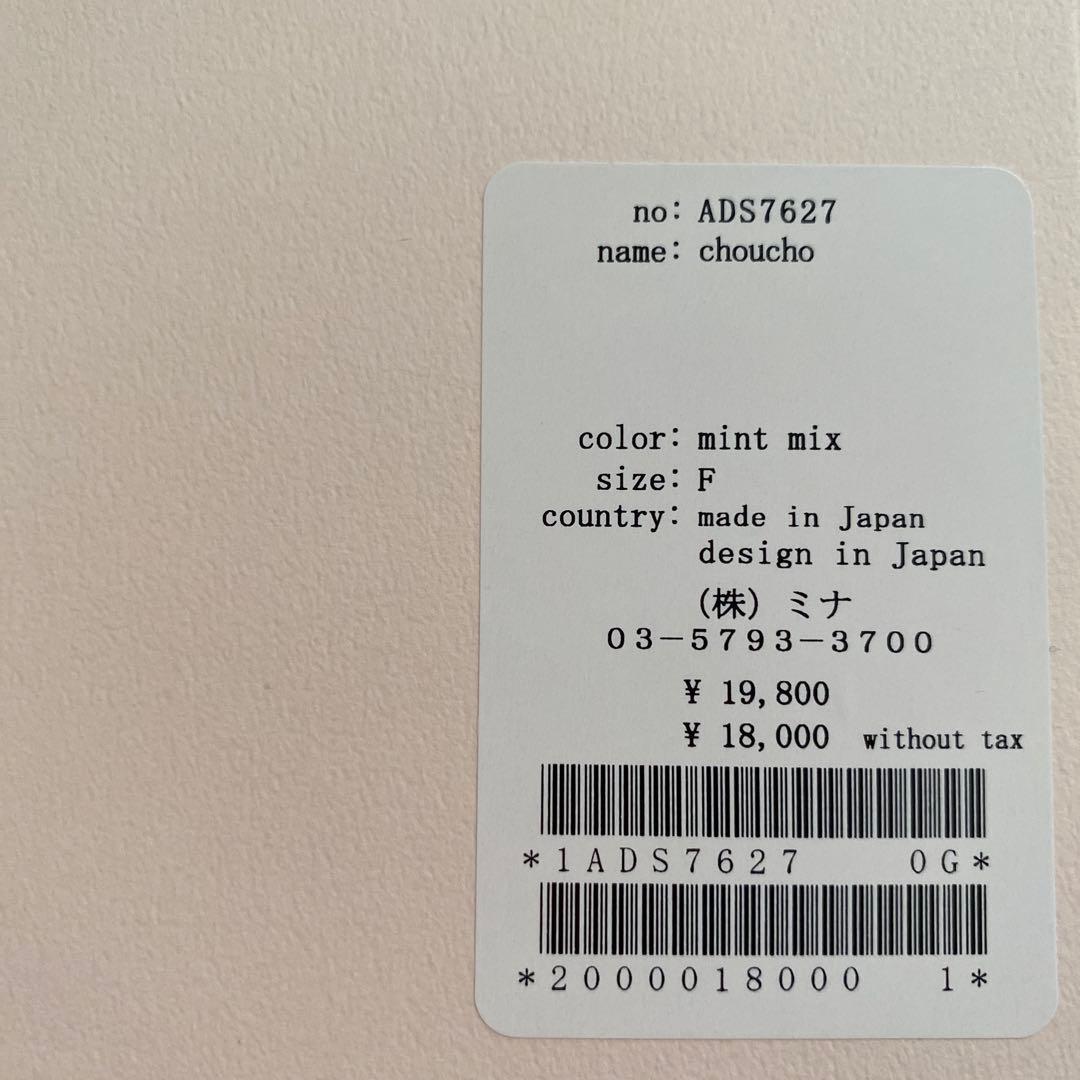 no: ADS7627
name: choucho
color: mint mix
size: F
country: made in Japan
design in Japan
(株) ミナ
03-5793-3700
¥ 19,800
¥ 18,000 without tax
*1ADS7627 0G*
*2000018000 1*